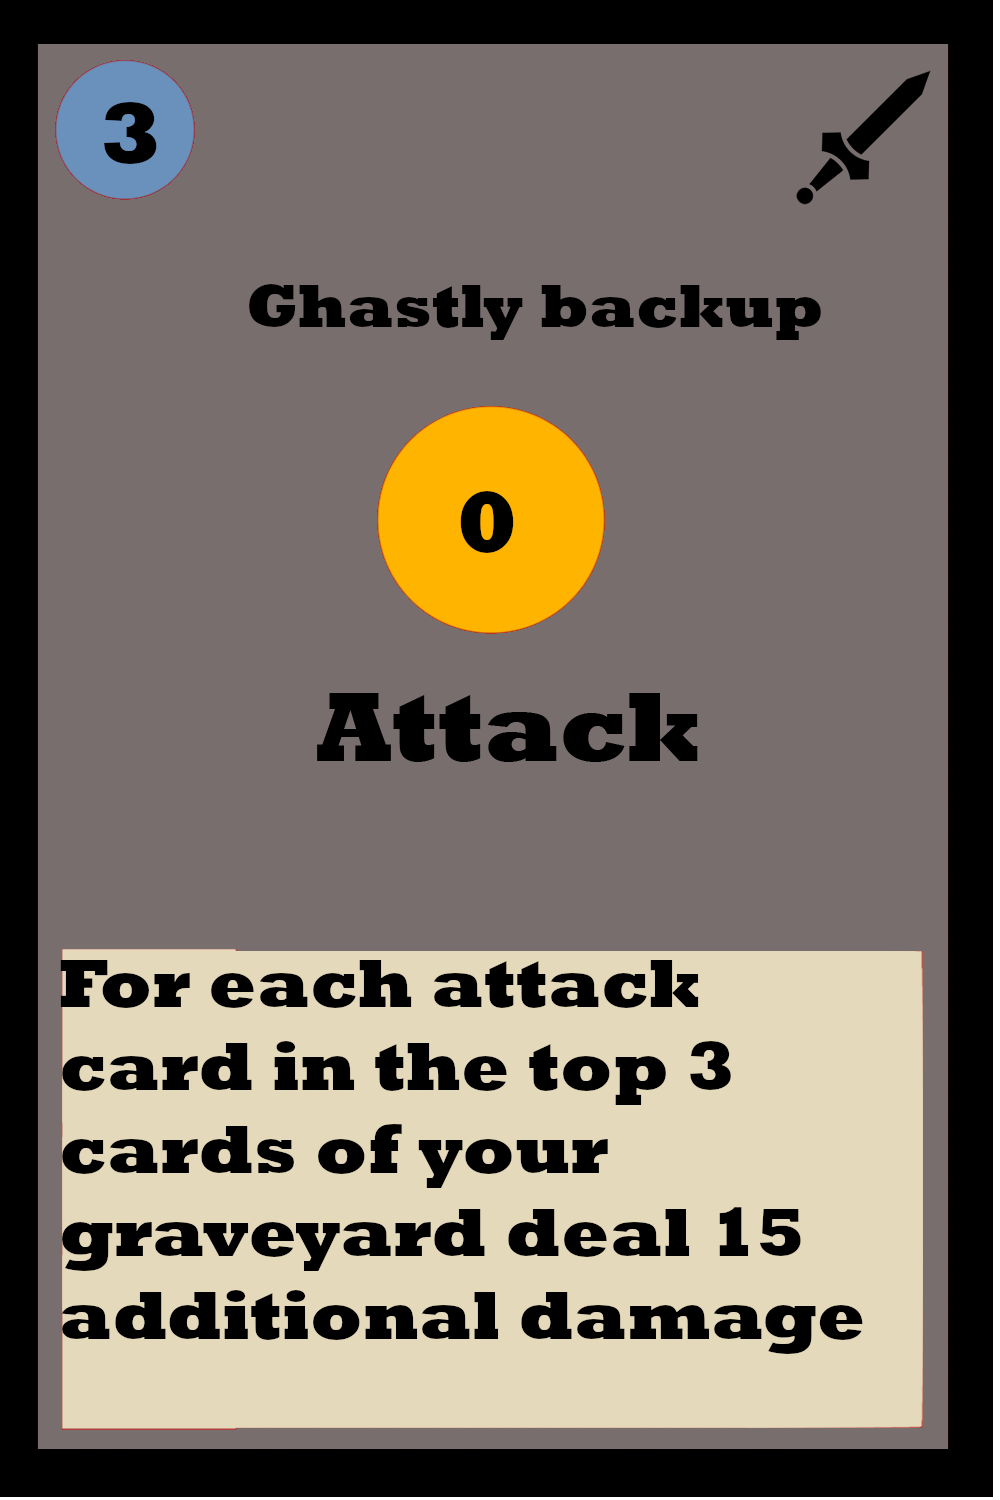 3
Ghastly backup
0
Attack
For each attack
card in the top 3
cards of your
graveyard deal 15
additional damage